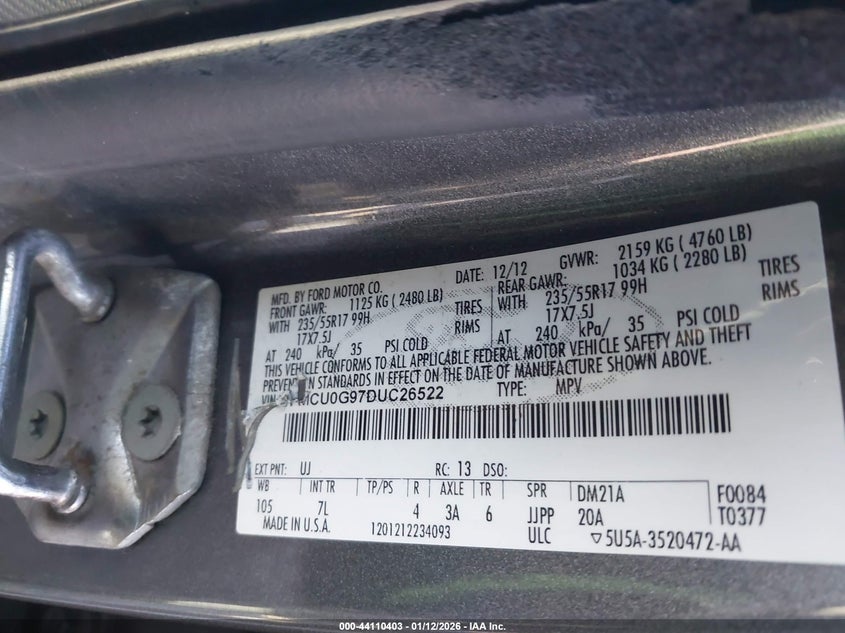 MFD. BY FORD MOTOR CO. DATE: 12/12 GVWR: 2159 KG ( 4760 LB)
FRONT GAWR: 1125 KG ( 2480 LB) REAR GAWR: 1034 KG ( 2280 LB)
WITH 235/55R17 99H TIRES WITH 235/55R17 99H TIRES
17X7.5J RIMS 17X7.5J RIMS
AT 240 kPa/ 35 PSI COLD AT 240 kPa/ 35 PSI COLD
THIS VEHICLE CONFORMS TO ALL APPLICABLE FEDERAL MOTOR VEHICLE SAFETY AND THEFT
PREVENTION STANDARDS IN EFFECT ON THE DATE OF MANUFACTURE SHOWN ABOVE.
CU0G97DUC26522 TYPE: MPV
EXT PNT: UJ RC: 13 DSO:
WB INT TR TP/PS R AXLE TR SPR DM21A F0084
105 7L 4 3A 6 JJPP 20A T0377
MADE IN U.S.A. 1201212234093 ULC ▽5U5A-3520472-AA
000-44110403 - 01/12/2026 - IAA Inc.